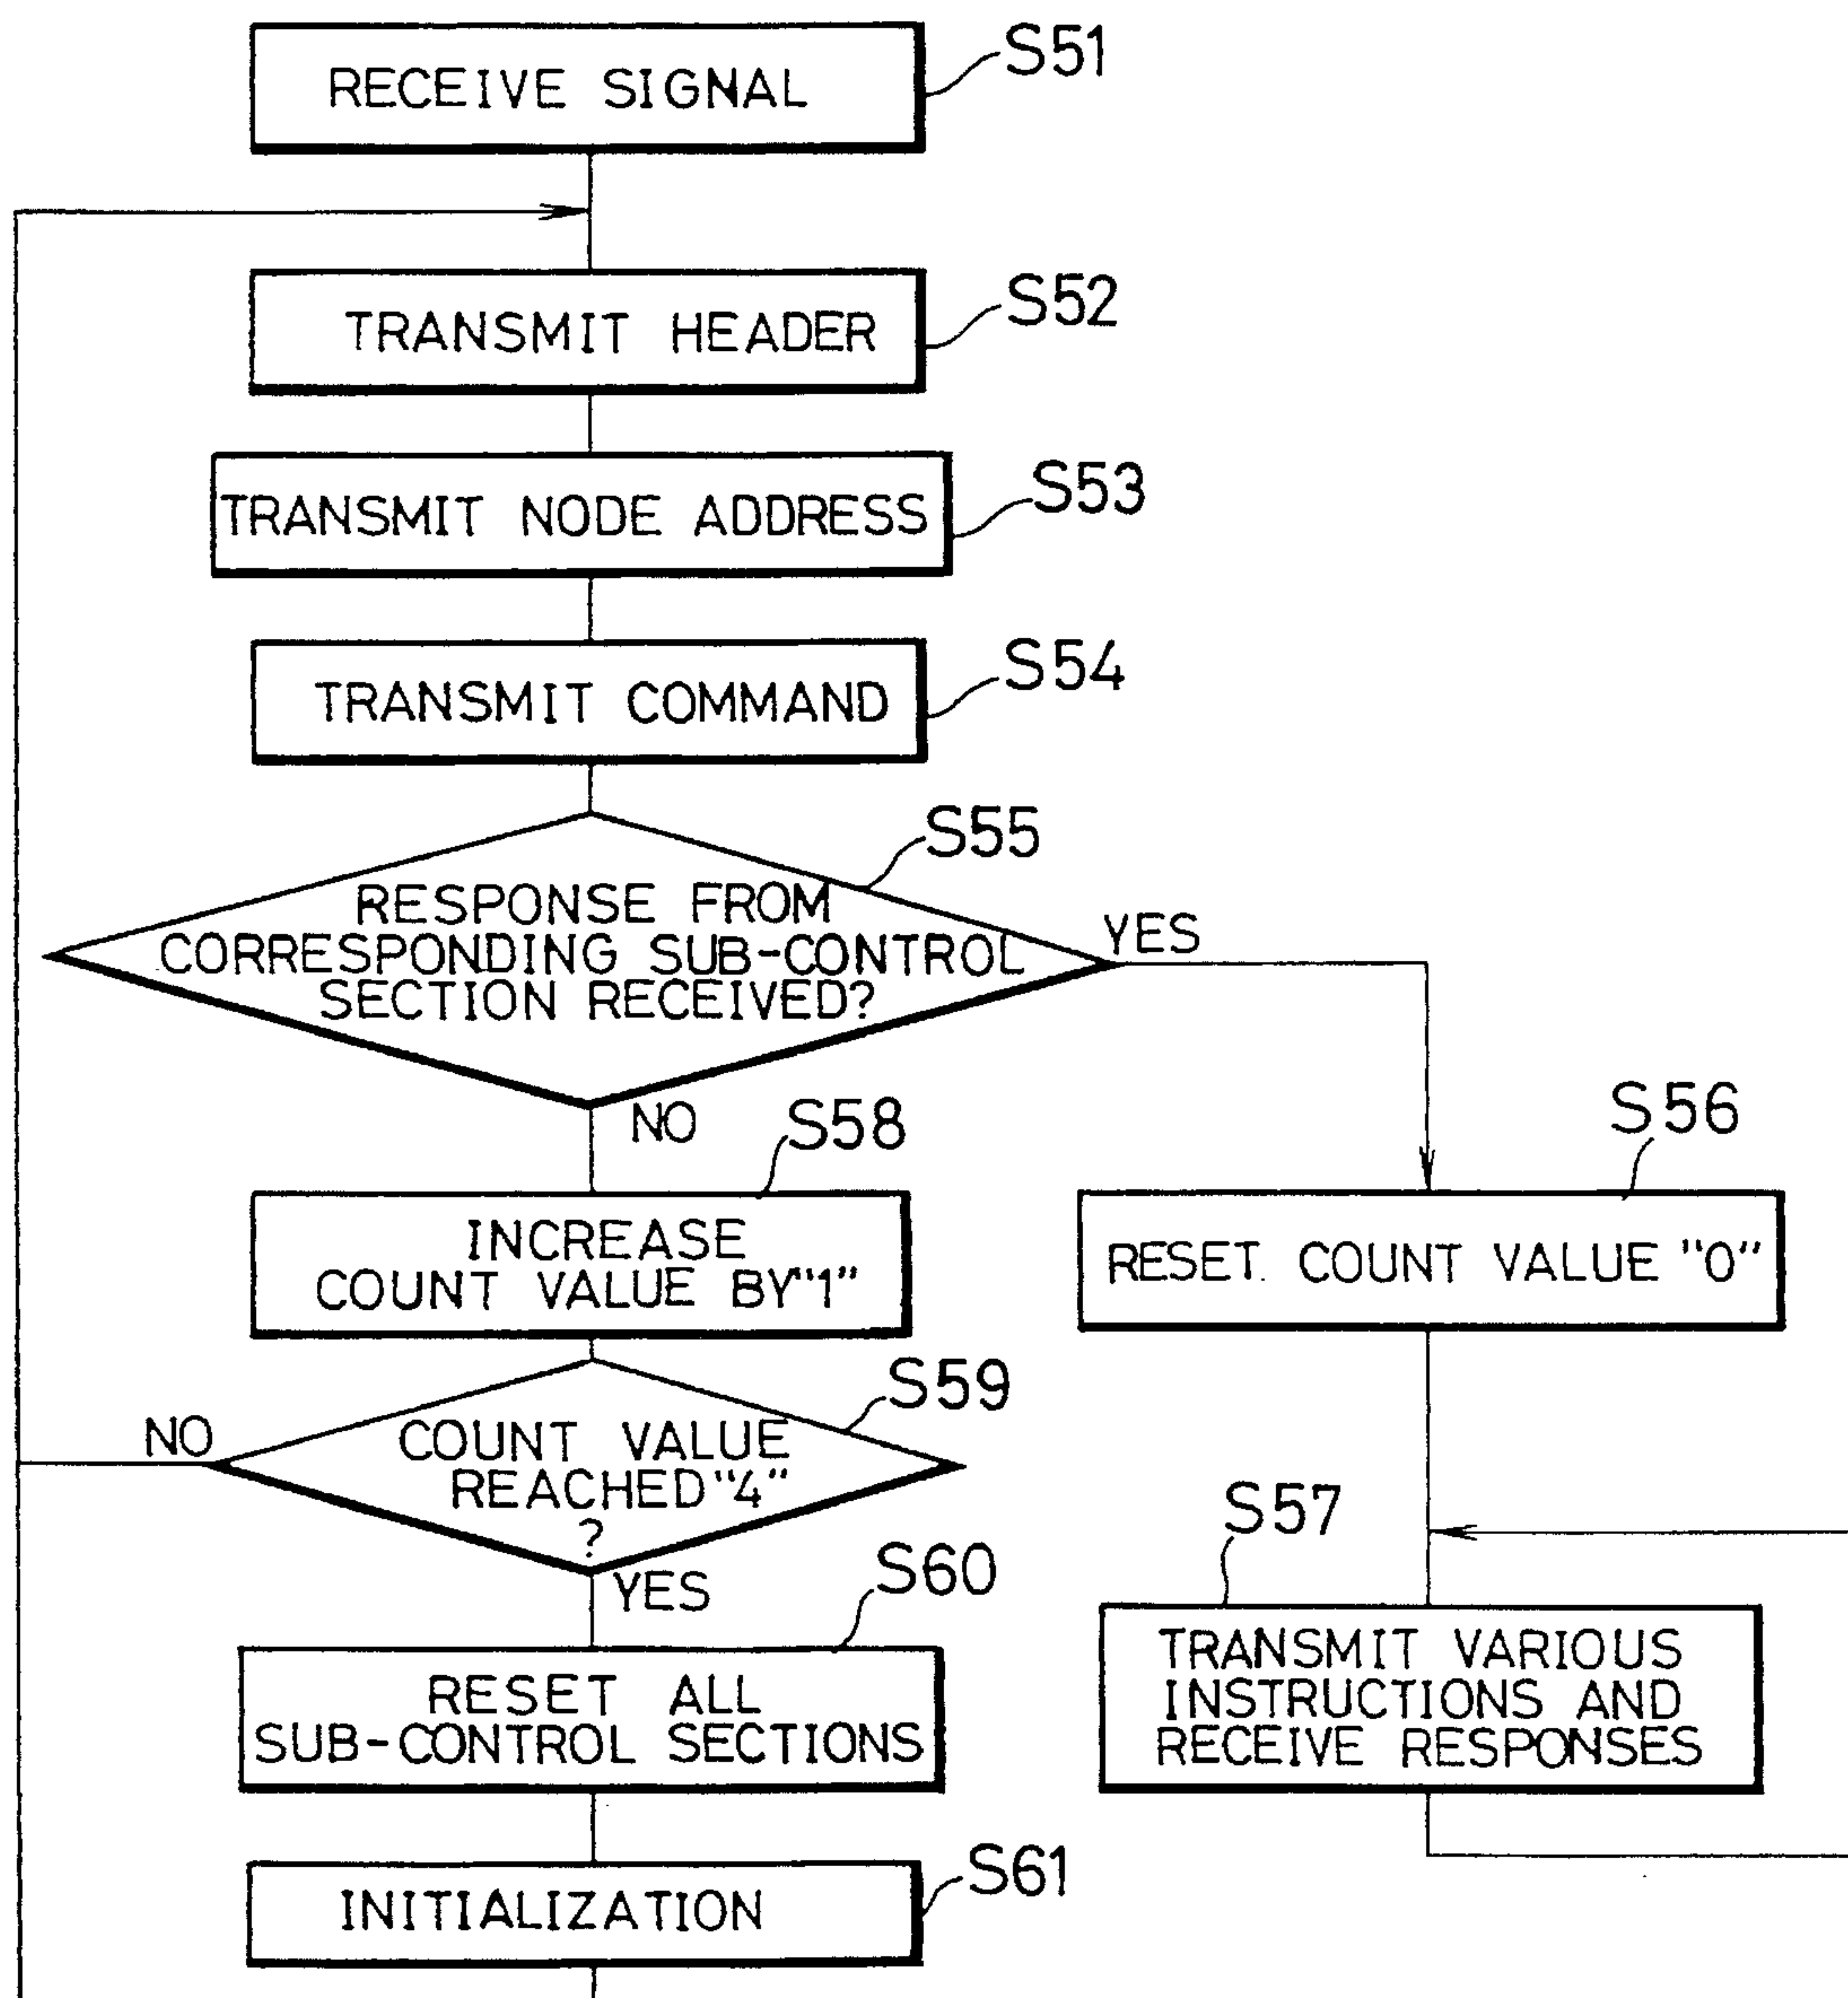 RECEIVE SIGNAL
S51
TRANSMIT HEADER
S52
TRANSMIT NODE ADDRESS
S53
TRANSMIT COMMAND
S54
S55
RESPONSE FROM
CORRESPONDING SUB-CONTROL
SECTION RECEIVED?
YES
NO
S58
INCREASE
COUNT VALUE BY"1"
S56
RESET COUNT VALUE "0"
S59
NO
COUNT VALUE
REACHED"4"
?
YES
S60
RESET ALL
SUB-CONTROL SECTIONS
S57
TRANSMIT VARIOUS
INSTRUCTIONS AND
RECEIVE RESPONSES
S61
INITIALIZATION